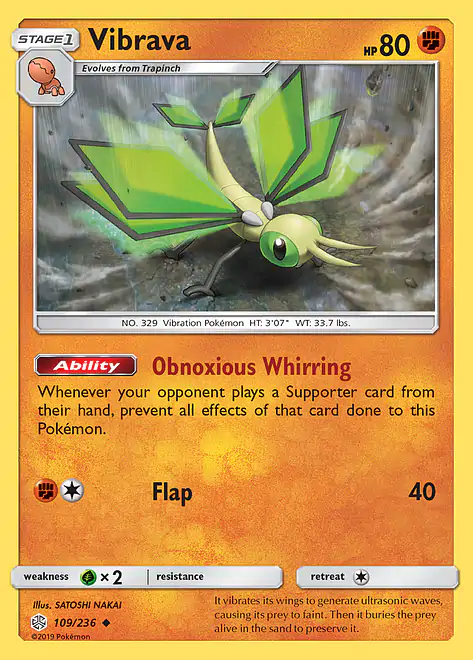 STAGE 1
Vibrava
HP 80
Evolves from Trapinch
NO. 329 Vibration Pokémon HT: 3'07" WT: 33.7 lbs.
Ability Obnoxious Whirring
Whenever your opponent plays a Supporter card from
their hand, prevent all effects of that card done to this
Pokémon.
Flap 40
weakness × 2 resistance retreat
Illus. SATOSHI NAKAI
109/236
©2019 Pokémon
It vibrates its wings to generate ultrasonic waves,
causing its prey to faint. Then it buries the prey
alive in the sand to preserve it.